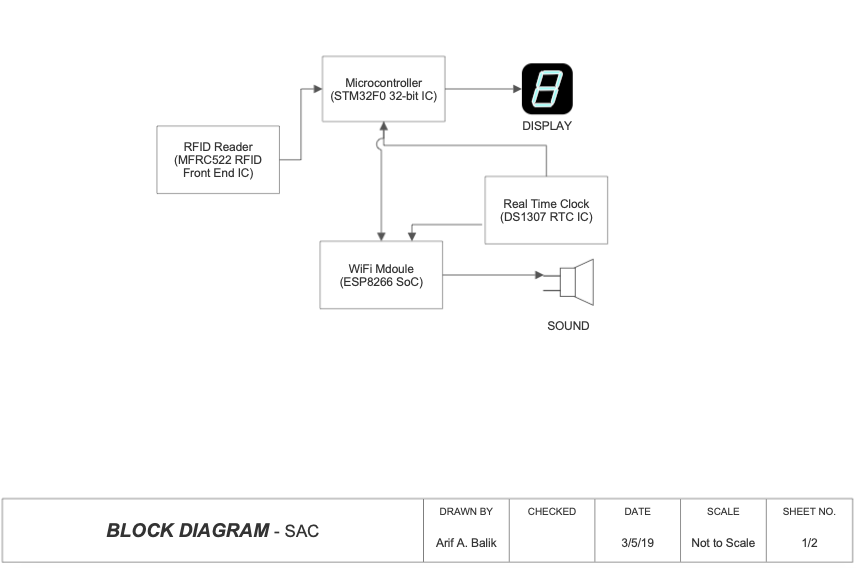 Microcontroller
(STM32F0 32-bit IC)
8
DISPLAY
RFID Reader
(MFRC522 RFID
Front End IC)
Real Time Clock
(DS1307 RTC IC)
WiFi Mdoule
(ESP8266 SoC)
SOUND
BLOCK DIAGRAM - SAC
DRAWN BY
Arif A. Balik
CHECKED
DATE
3/5/19
SCALE
Not to Scale
SHEET NO.
1/2